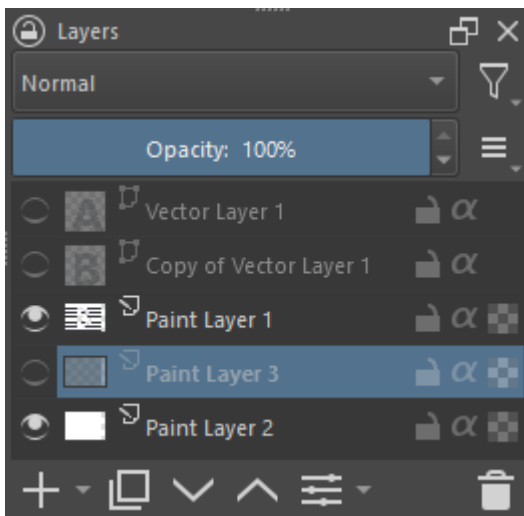 Layers
Normal
Opacity: 100%
A
Vector Layer 1
α
B
Copy of Vector Layer 1
α
Paint Layer 1
α
Paint Layer 3
α
Paint Layer 2
α